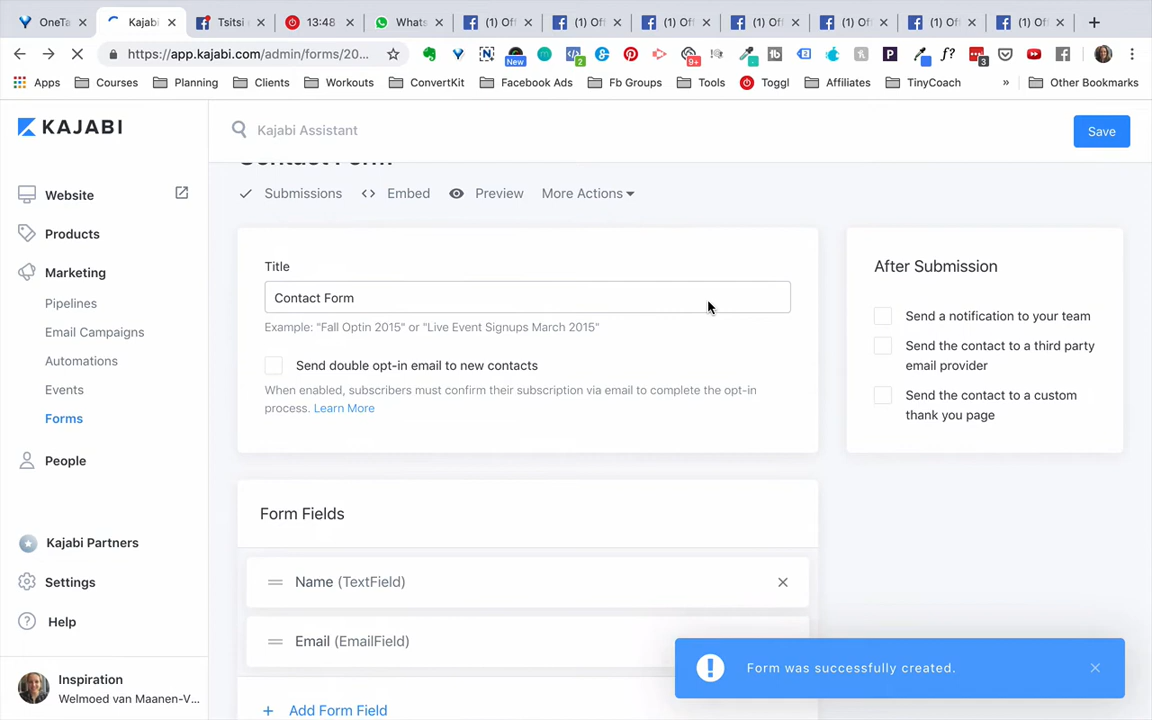 OneTa
Kajabi
Tsitsi
13:48
Whats
(1) Of
(1) Of
(1) Of
(1) Of
(1) Of
(1) Of
(1) Of
https://app.kajabi.com/admin/forms/20...
New
2
9+
3
Apps
Courses
Planning
Clients
Workouts
ConvertKit
Facebook Ads
Fb Groups
Tools
Toggl
Affiliates
TinyCoach
»
Other Bookmarks
KAJABI
Kajabi Assistant
Save
Contact Form
Submissions
Embed
Preview
More Actions
Website
Products
Marketing
Pipelines
Email Campaigns
Automations
Events
Forms
People
Kajabi Partners
Settings
Help
Inspiration
Welmoed van Maanen-V...
Title
Contact Form
Example: "Fall Optin 2015" or "Live Event Signups March 2015"
Send double opt-in email to new contacts
When enabled, subscribers must confirm their subscription via email to complete the opt-in
process. Learn More
After Submission
Send a notification to your team
Send the contact to a third party
email provider
Send the contact to a custom
thank you page
Form Fields
Name (TextField)
Email (EmailField)
+ Add Form Field
Form was successfully created.